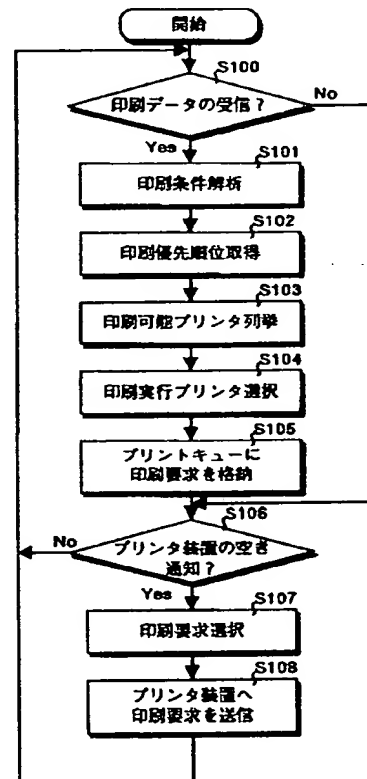 開始
S100
印刷データの受信？
No
Yes
S101
印刷条件解析
S102
印刷優先順位取得
S103
印刷可能プリンタ列挙
S104
印刷実行プリンタ選択
S105
プリントキューに
印刷要求を格納
S106
No
プリンタ装置の空き
通知？
Yes
S107
印刷要求選択
S108
プリンタ装置へ
印刷要求を送信